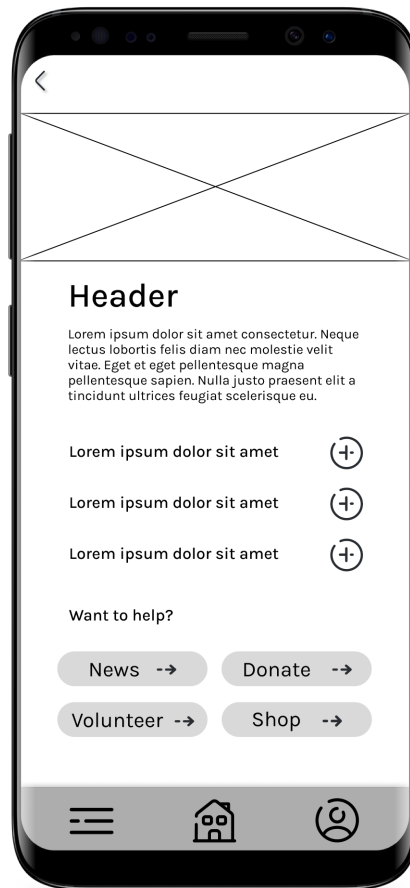 Header
Lorem ipsum dolor sit amet consectetur. Neque
lectus lobortis felis diam nec molestie velit
vitae. Eget et eget pellentesque magna
pellentesque sapien. Nulla justo praesent elit a
tincidunt ultrices feugiat scelerisque eu.
Lorem ipsum dolor sit amet
Lorem ipsum dolor sit amet
Lorem ipsum dolor sit amet
Want to help?
News
Donate
Volunteer
Shop